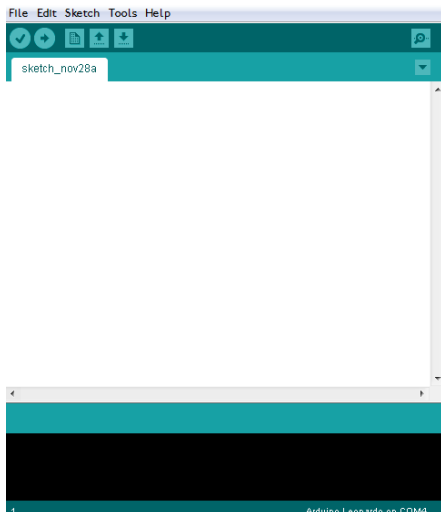 File Edit Sketch Tools Help
sketch_nov28a
1 Arduino Leonardo on COM4